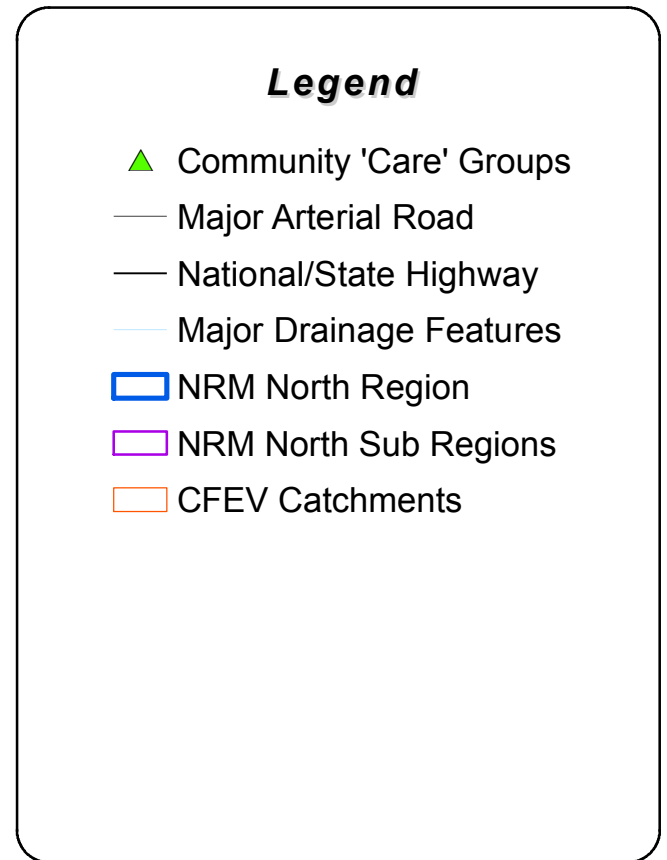 Legend
Community 'Care' Groups
Major Arterial Road
National/State Highway
Major Drainage Features
NRM North Region
NRM North Sub Regions
CFEV Catchments